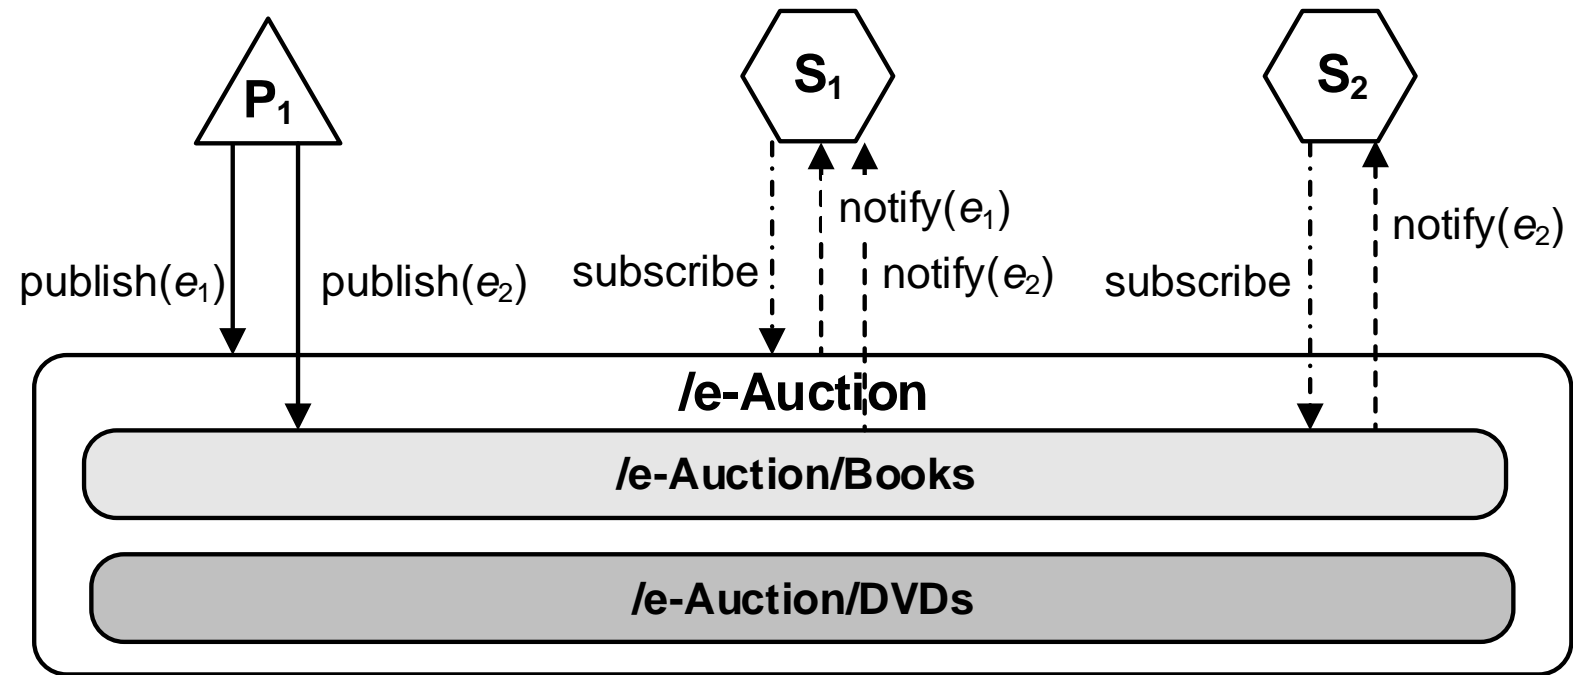 P₁
S₁
S₂
notify(e₁)
notify(e₂)
publish(e₁)
publish(e₂)
subscribe
notify(e₂)
subscribe
/e-Auction
/e-Auction/Books
/e-Auction/DVDs